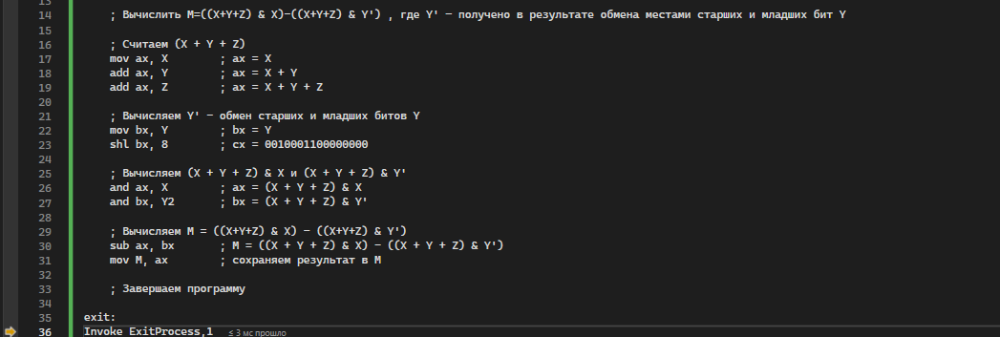 13
14 ; Вычислить M=((X+Y+Z) & X)-((X+Y+Z) & Y') , где Y' - получено в результате обмена местами старших и младших бит Y
15
16 ; Считаем (X + Y + Z)
17 mov ax, X ; ax = X
18 add ax, Y ; ax = X + Y
19 add ax, Z ; ax = X + Y + Z
20
21 ; Вычисляем Y' - обмен старших и младших битов Y
22 mov bx, Y ; bx = Y
23 shl bx, 8 ; cx = 0010001100000000
24
25 ; Вычисляем (X + Y + Z) & X и (X + Y + Z) & Y'
26 and ax, X ; ax = (X + Y + Z) & X
27 and bx, Y2 ; bx = (X + Y + Z) & Y'
28
29 ; Вычисляем M = ((X+Y+Z) & X) - ((X+Y+Z) & Y')
30 sub ax, bx ; M = ((X + Y + Z) & X) - ((X + Y + Z) & Y')
31 mov M, ax ; сохраняем результат в M
32
33 ; Завершаем программу
34
35 exit:
36 Invoke ExitProcess,1 ≤ 3 мс прошло